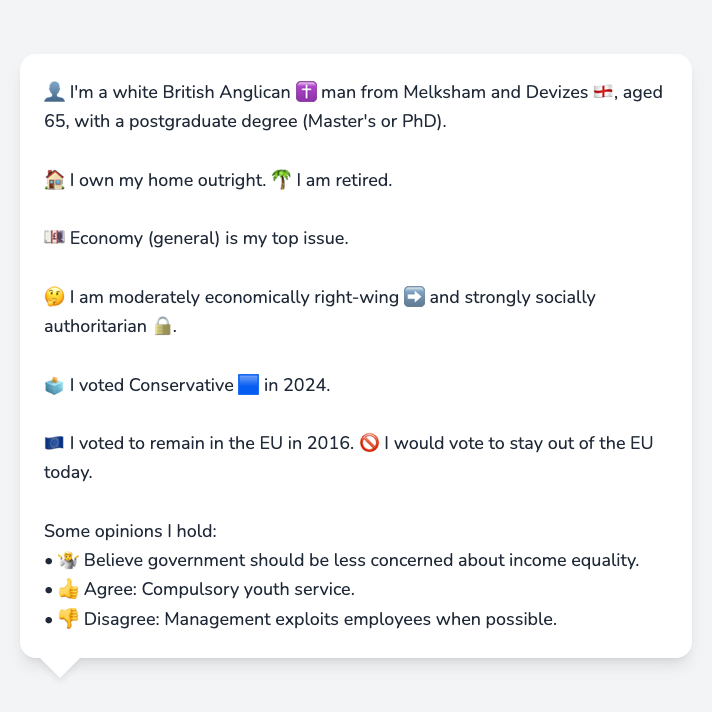 👤 I'm a white British Anglican ✝️ man from Melksham and Devizes 🏴󠁧󠁢󠁥󠁮󠁧󠁿, aged
65, with a postgraduate degree (Master's or PhD).
🏠 I own my home outright. 🌴 I am retired.
💷 Economy (general) is my top issue.
🤔 I am moderately economically right-wing ➡️ and strongly socially
authoritarian 🔒.
🗳️ I voted Conservative 🟦 in 2024.
🇪🇺 I voted to remain in the EU in 2016. 🚫 I would vote to stay out of the EU
today.
Some opinions I hold:
• 🤷 Believe government should be less concerned about income equality.
• 👍 Agree: Compulsory youth service.
• 👎 Disagree: Management exploits employees when possible.